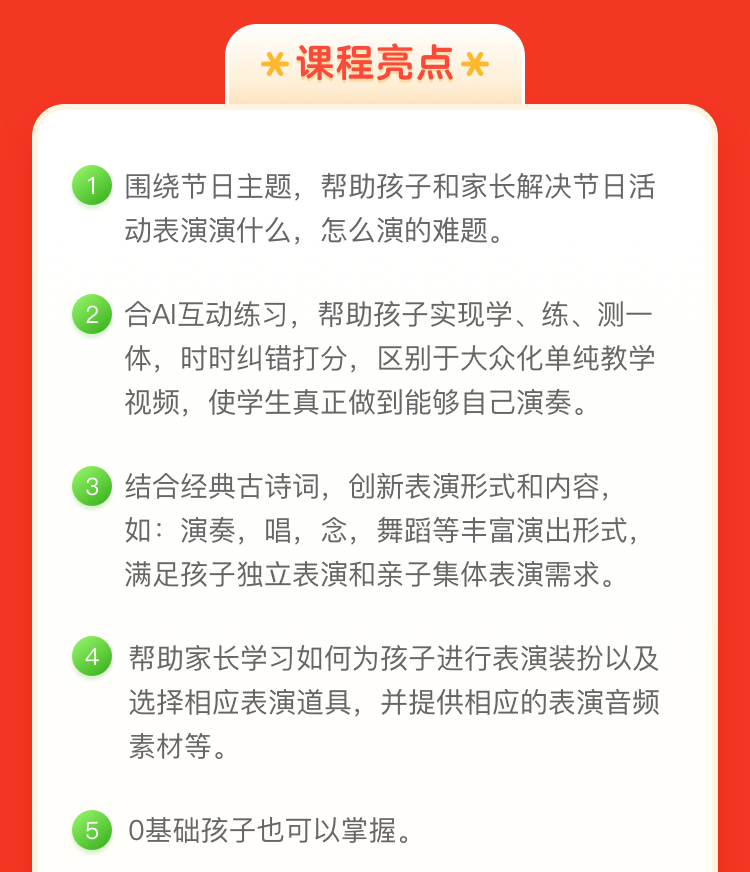 课程亮点
1 围绕节日主题，帮助孩子和家长解决节日活
动表演演什么，怎么演的难题。
2 合AI互动练习，帮助孩子实现学、练、测一
体，时时纠错打分，区别于大众化单纯教学
视频，使学生真正做到能够自己演奏。
3 结合经典古诗词，创新表演形式和内容，
如：演奏，唱，念，舞蹈等丰富演出形式，
满足孩子独立表演和亲子集体表演需求。
4 帮助家长学习如何为孩子进行表演装扮以及
选择相应表演道具，并提供相应的表演音频
素材等。
5 0基础孩子也可以掌握。